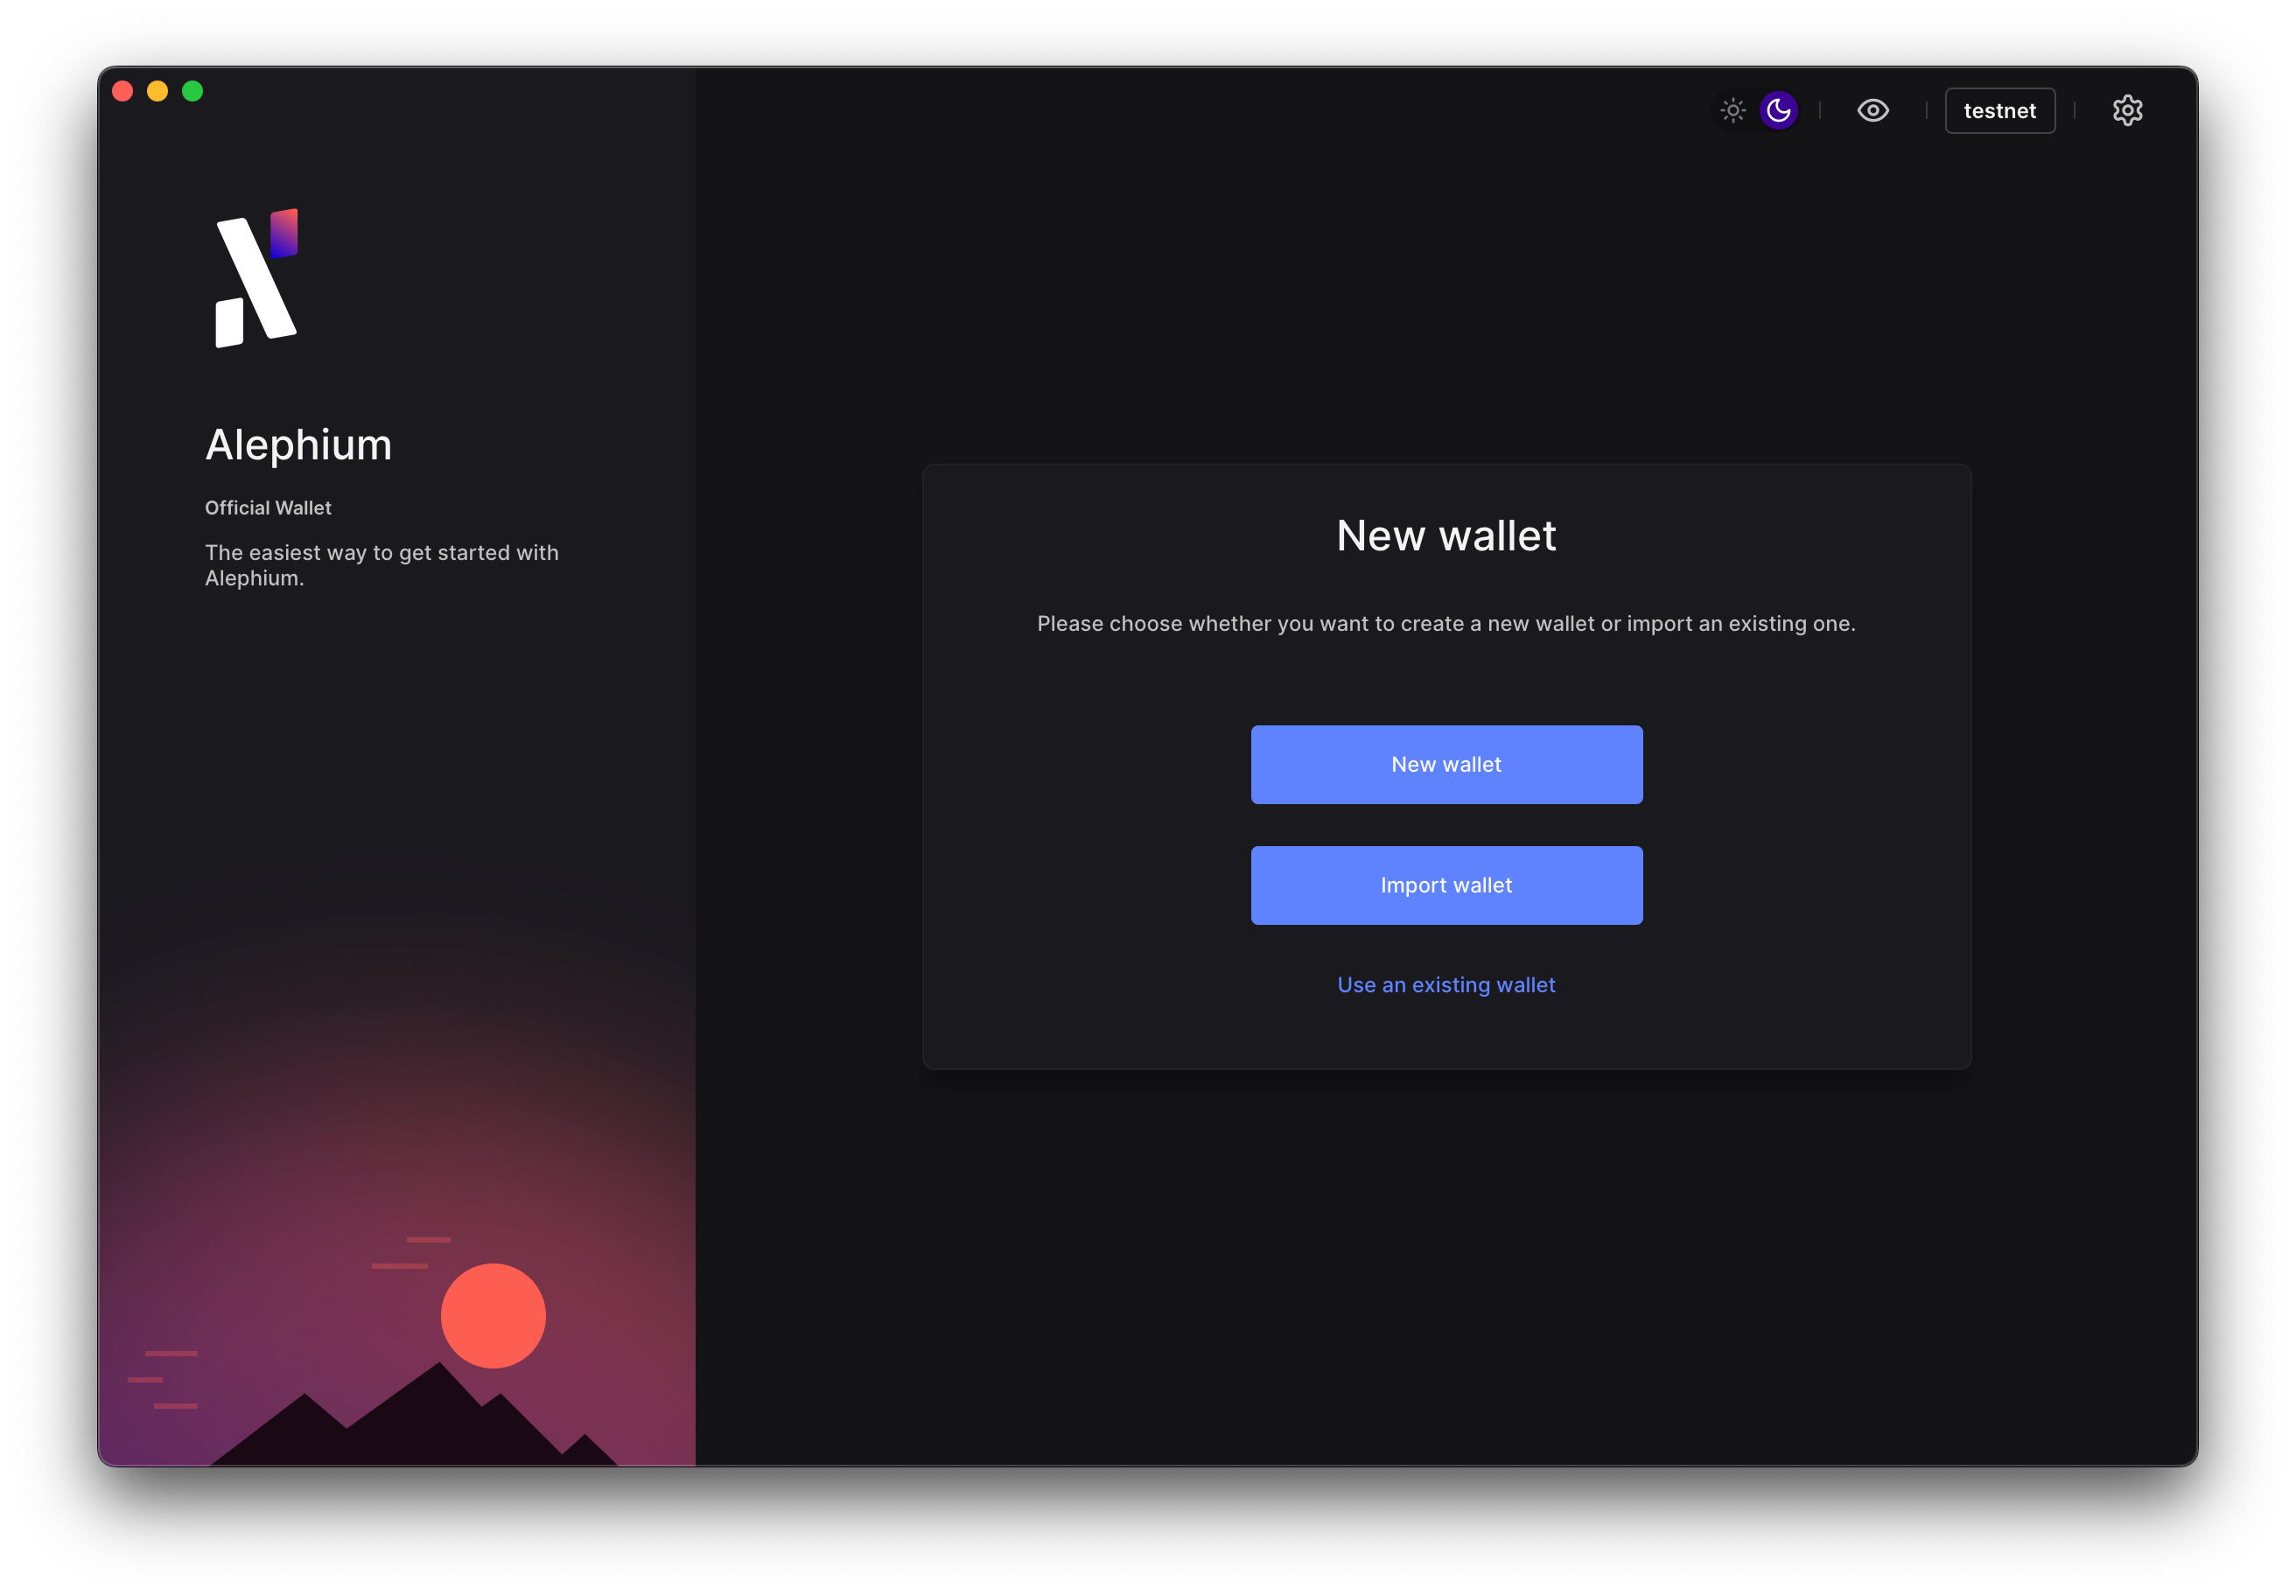 testnet
Alephium
Official Wallet
The easiest way to get started with
Alephium.
New wallet
Please choose whether you want to create a new wallet or import an existing one.
New wallet
Import wallet
Use an existing wallet